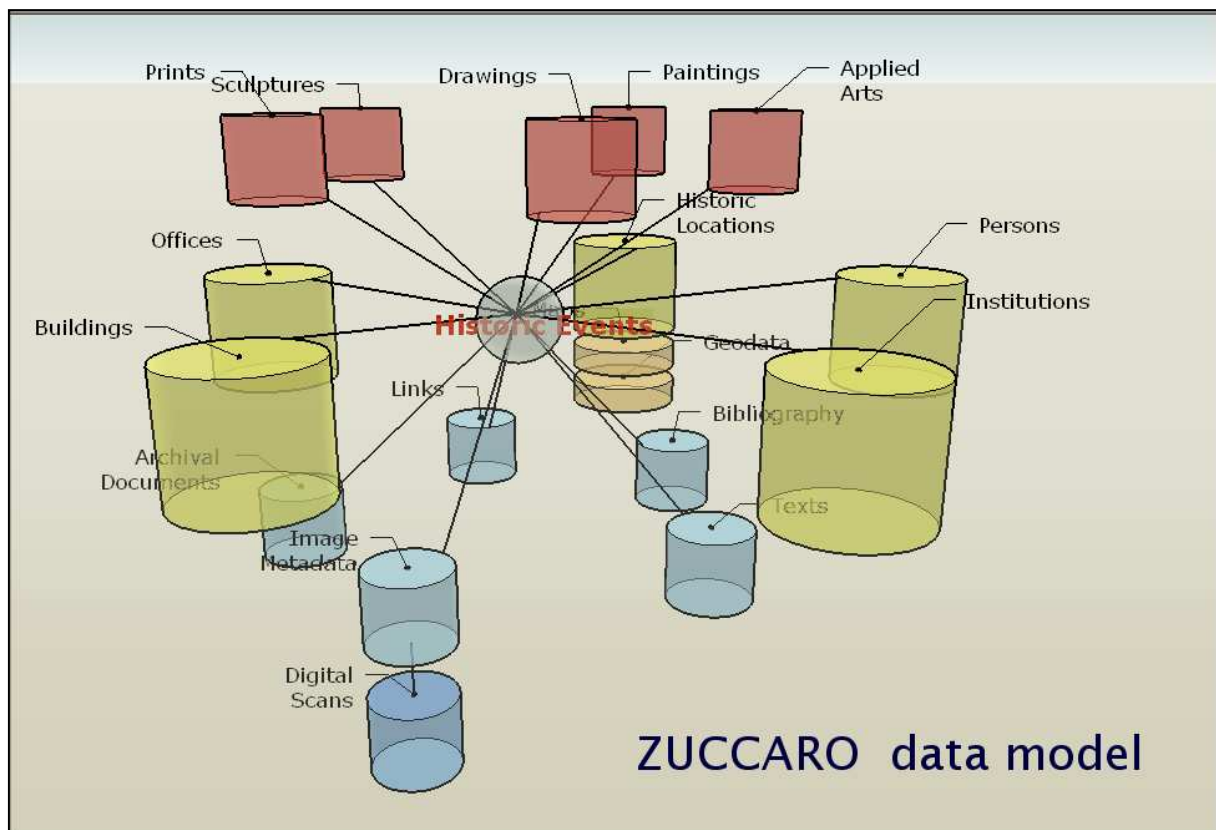 Prints
Sculptures
Drawings
Paintings
Applied
Arts
Historic
Locations
Offices
Persons
Institutions
Buildings
Historic Events
Geodata
Links
Bibliography
Archival
Documents
Texts
Image
Metadata
Digital
Scans
ZUCCARO data model